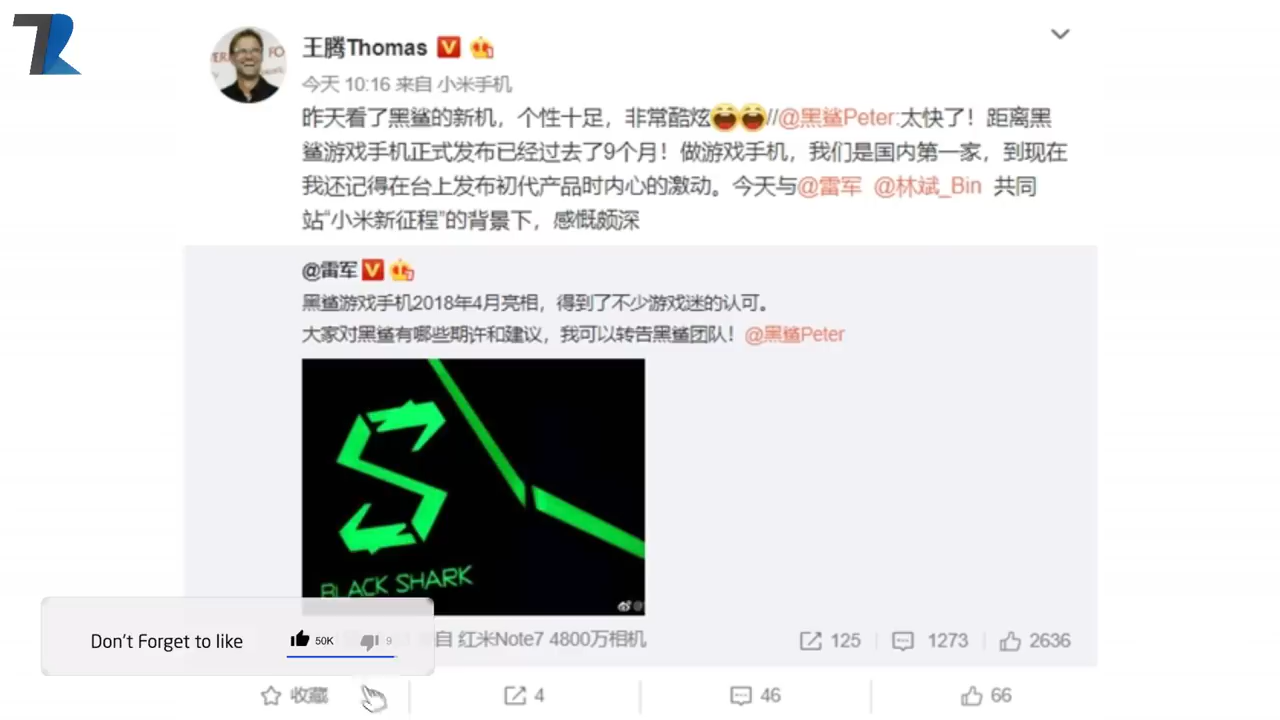 王腾Thomas
今天 10:16 来自 小米手机
昨天看了黑鲨的新机，个性十足，非常酷炫//@黑鲨Peter:太快了！距离黑
鲨游戏手机正式发布已经过去了9个月！做游戏手机，我们是国内第一家，到现在
我还记得在台上发布初代产品时内心的激动。今天与@雷军 @林斌_Bin 共同
站“小米新征程”的背景下，感慨颇深
@雷军
黑鲨游戏手机2018年4月亮相，得到了不少游戏迷的认可。
大家对黑鲨有哪些期许和建议，我可以转告黑鲨团队！@黑鲨Peter
BLACK SHARK
自 红米Note7 4800万相机 125 1273 2636
Don't Forget to like 50K 9
收藏 4 46 66